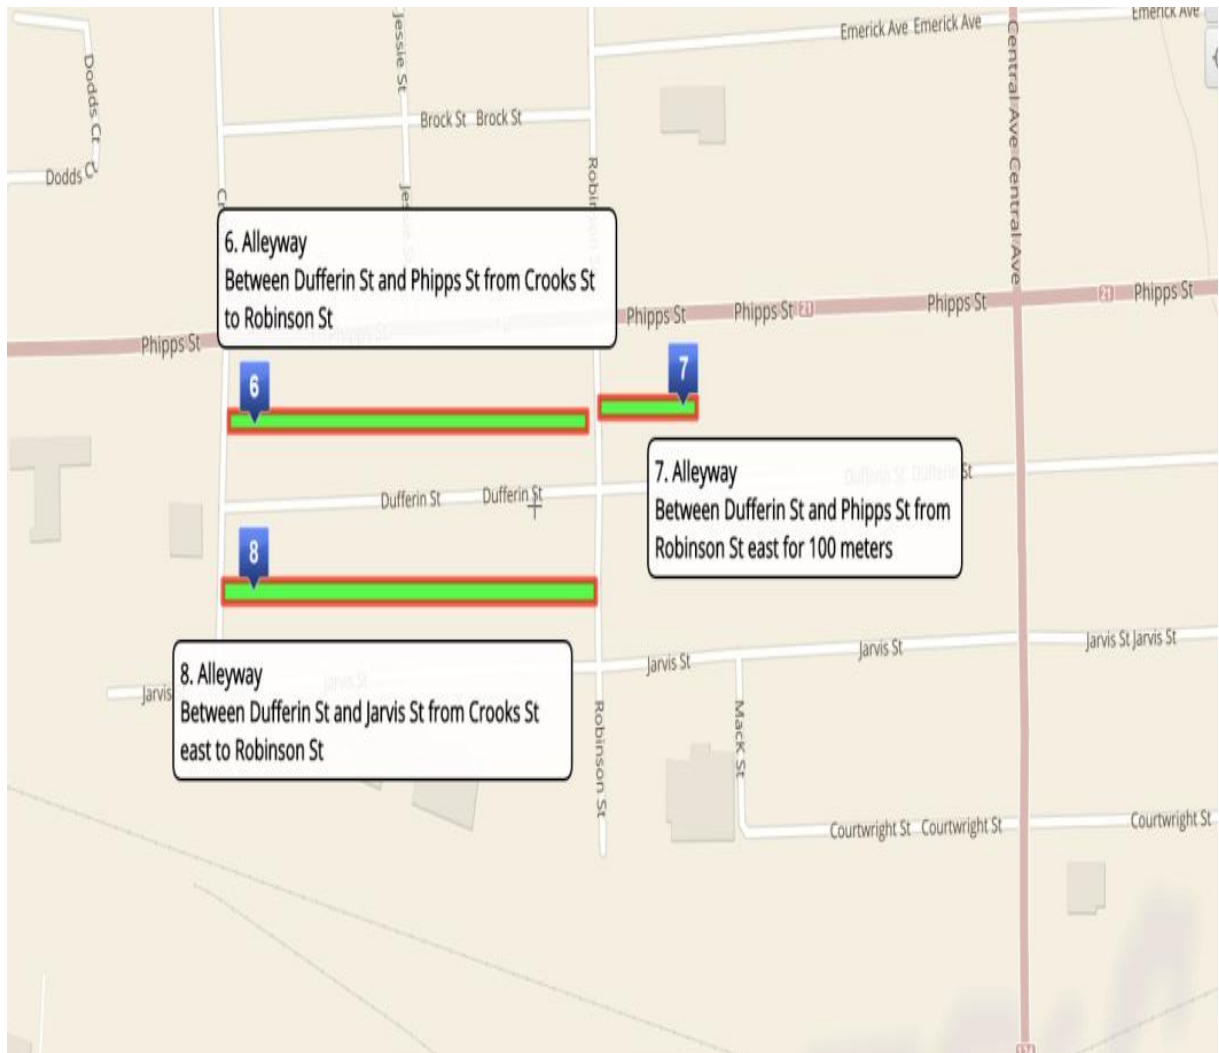 Emerick Ave
Emerick Ave Emerick Ave
Jessie St
Dodds Ct
Brock St Brock St
Central Ave Central Ave
Dodds Ct
6. Alleyway
Between Dufferin St and Phipps St from Crooks St
to Robinson St
Phipps St
21
Phipps St
Phipps St
21
Phipps St
Phipps St
6
7
7. Alleyway
Between Dufferin St and Phipps St from
Robinson St east for 100 meters
Dufferin St
Dufferin St
8
8. Alleyway
Between Dufferin St and Jarvis St from Crooks St
east to Robinson St
Jarvis St Jarvis St
Jarvis St
Jarvis St
Jarvis
Robinson St
Mack St
Courtwright St Courtwright St
Courtwright St